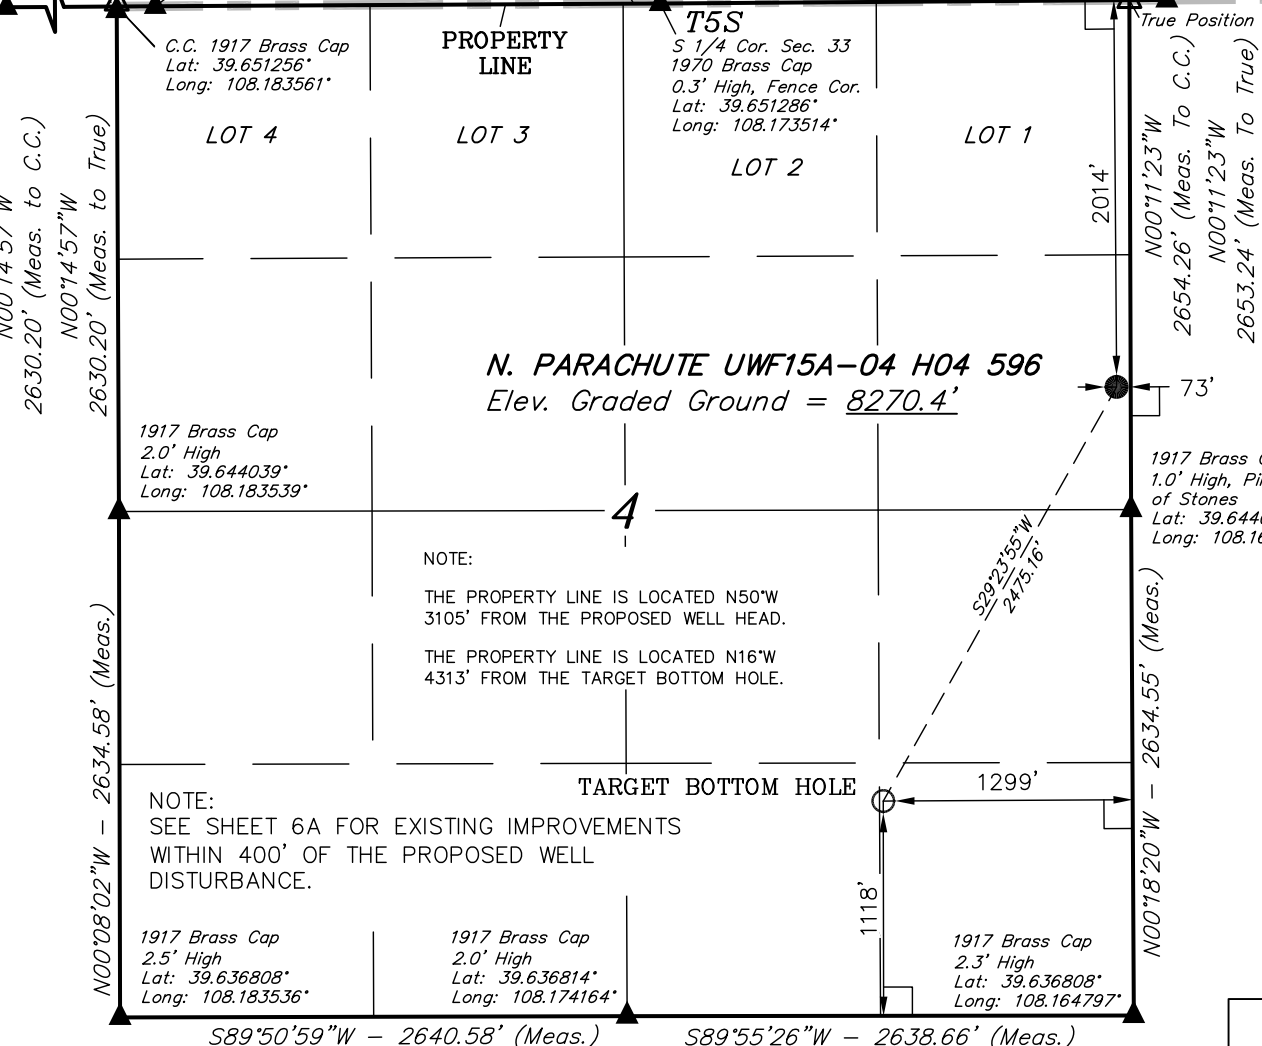 T5S
True Position
C.C. 1917 Brass Cap
Lat: 39.651256°
Long: 108.183561°
PROPERTY
LINE
S 1/4 Cor. Sec. 33
1970 Brass Cap
0.3' High, Fence Cor.
Lat: 39.651286°
Long: 108.173514°
LOT 4
LOT 3
LOT 2
LOT 1
N00°14'57"W
2630.20' (Meas. to C.C.)
N00°14'57"W
2630.20' (Meas. to True)
2014'
N00°11'23"W
2654.26' (Meas. To C.C.)
N00°11'23"W
2653.24' (Meas. To True)
N. PARACHUTE UWF15A-04 H04 596
Elev. Graded Ground = 8270.4'
73'
1917 Brass Cap
2.0' High
Lat: 39.644039°
Long: 108.183539°
1917 Brass
1.0' High,
of Stones
Lat: 39.644
Long: 108.16
4
S29°23'55"W
2475.16'
NOTE:
THE PROPERTY LINE IS LOCATED N50°W
3105' FROM THE PROPOSED WELL HEAD.
THE PROPERTY LINE IS LOCATED N16°W
4313' FROM THE TARGET BOTTOM HOLE.
N00°08'02"W - 2634.58' (Meas.)
N00°18'20"W - 2634.55' (Meas.)
TARGET BOTTOM HOLE
1299'
1118'
NOTE:
SEE SHEET 6A FOR EXISTING IMPROVEMENTS
WITHIN 400' OF THE PROPOSED WELL
DISTURBANCE.
1917 Brass Cap
2.5' High
Lat: 39.636808°
Long: 108.183536°
1917 Brass Cap
2.0' High
Lat: 39.636814°
Long: 108.174164°
1917 Brass Cap
2.3' High
Lat: 39.636808°
Long: 108.164797°
S89°50'59"W - 2640.58' (Meas.)
S89°55'26"W - 2638.66' (Meas.)